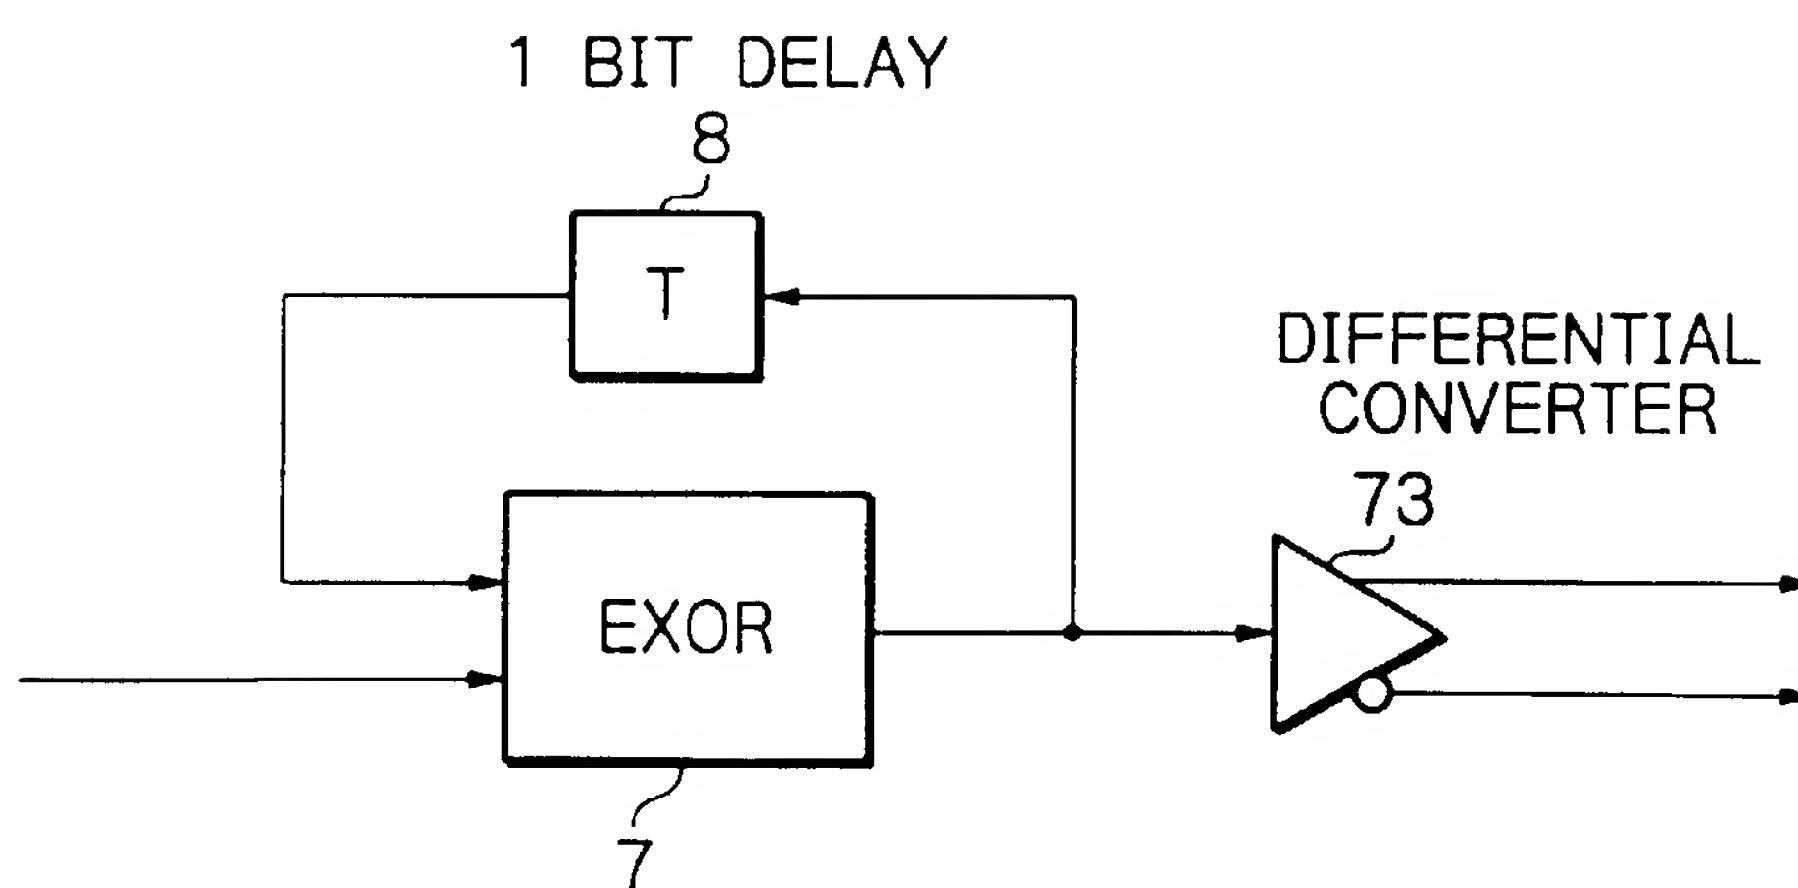 1 BIT DELAY
8
T
DIFFERENTIAL
CONVERTER
73
EXOR
7